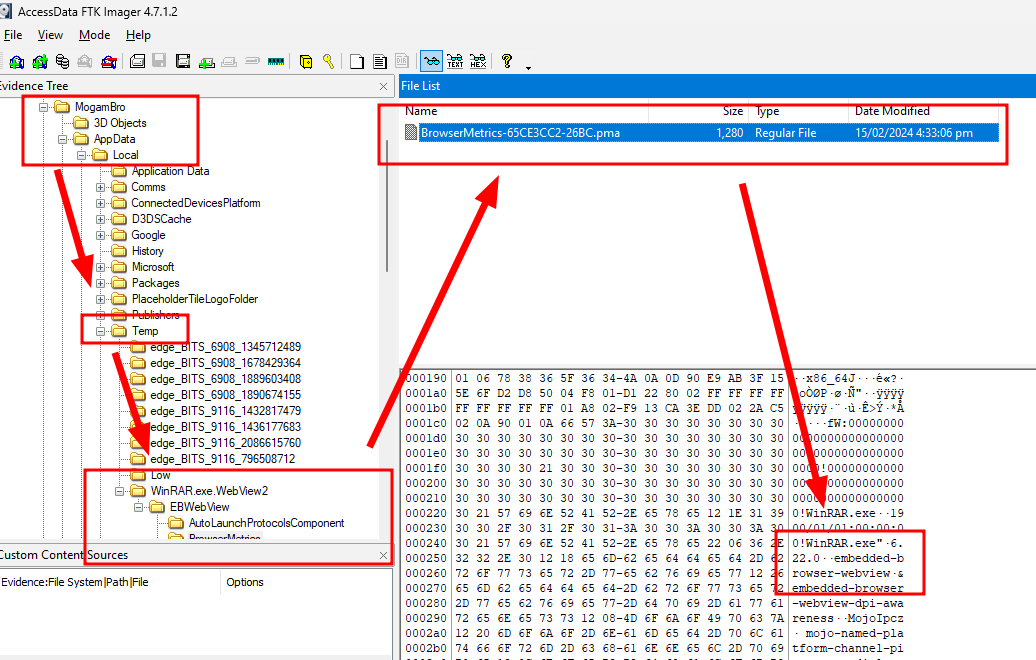 AccessData FTK Imager 4.7.1.2
File View Mode Help
TEXT HEX DIR
Evidence Tree
File List
MogamBro
3D Objects
AppData
Local
Application Data
Comms
ConnectedDevicesPlatform
D3DSCache
Google
History
Microsoft
Packages
PlaceholderTileLogoFolder
Publishers
Temp
edge_BITS_6908_1345712489
edge_BITS_6908_1678429364
edge_BITS_6908_1889603408
edge_BITS_6908_1890674155
edge_BITS_9116_1432817479
edge_BITS_9116_1436177683
edge_BITS_9116_2086615760
edge_BITS_9116_796508712
Low
WinRAR.exe.WebView2
EBWebView
AutoLaunchProtocolsComponent
BrowserMetrics
Custom Content Sources
Evidence:File System|Path|File Options
Name Size Type Date Modified
BrowserMetrics-65CE3CC2-26BC.pma 1,280 Regular File 15/02/2024 4:33:06 pm
000190 01 06 78 38 36 5F 36 34-4A 0A 0D 90 E9 AB 3F 15 ··x86_64J···é«?·
0001a0 5E 6F D2 D8 50 04 F8 01-D1 22 80 02 FF FF FF FF ^oÒØP·ø·Ñ"··ÿÿÿÿ
0001b0 FF FF FF FF FF 01 A8 02-F9 13 CA 3E DD 02 2A C5 ÿÿÿÿÿ·¨·ù·Ê>Ý·*Å
0001c0 02 0A 90 01 0A 66 57 3A-30 30 30 30 30 30 30 30 ·····fW:00000000
0001d0 30 30 30 30 30 30 30 30-30 30 30 30 30 30 30 30 0000000000000000
0001e0 30 30 30 30 30 30 30 30-30 30 30 30 30 30 30 30 0000000000000000
0001f0 30 30 30 30 21 30 30 30-30 30 30 30 30 30 30 30 0000!00000000000
000200 30 30 30 30 30 30 30 30-30 30 30 30 30 30 30 30 0000000000000000
000210 30 30 30 30 30 30 30 30-30 30 30 30 30 30 30 30 0000000000000000
000220 30 21 57 69 6E 52 41 52-2E 65 78 65 12 1E 31 39 0!WinRAR.exe··19
000230 30 30 2F 30 31 2F 30 31-3A 30 30 3A 30 30 3A 30 00/01/01:00:00:0
000240 30 21 57 69 6E 52 41 52-2E 65 78 65 22 06 36 2E 0!WinRAR.exe"·6.
000250 32 32 2E 30 12 18 65 6D-62 65 64 64 65 64 2D 62 22.0··embedded-b
000260 72 6F 77 73 65 72 2D 77-65 62 76 69 65 77 12 26 rowser-webview·&
000270 65 6D 62 65 64 64 65 64-2D 62 72 6F 77 73 65 72 embedded-browser
000280 2D 77 65 62 76 69 65 77-2D 64 70 69 2D 61 77 61 -webview-dpi-awa
000290 72 65 6E 65 73 73 12 08-4D 6F 6A 6F 49 70 63 7A reness··MojoIpcz
0002a0 12 20 6D 6F 6A 6F 2D 6E-61 6D 65 64 2D 70 6C 61 · mojo-named-pla
0002b0 74 66 6F 72 6D 2D 63 68-61 6E 6E 65 6C 2D 70 69 tform-channel-pi